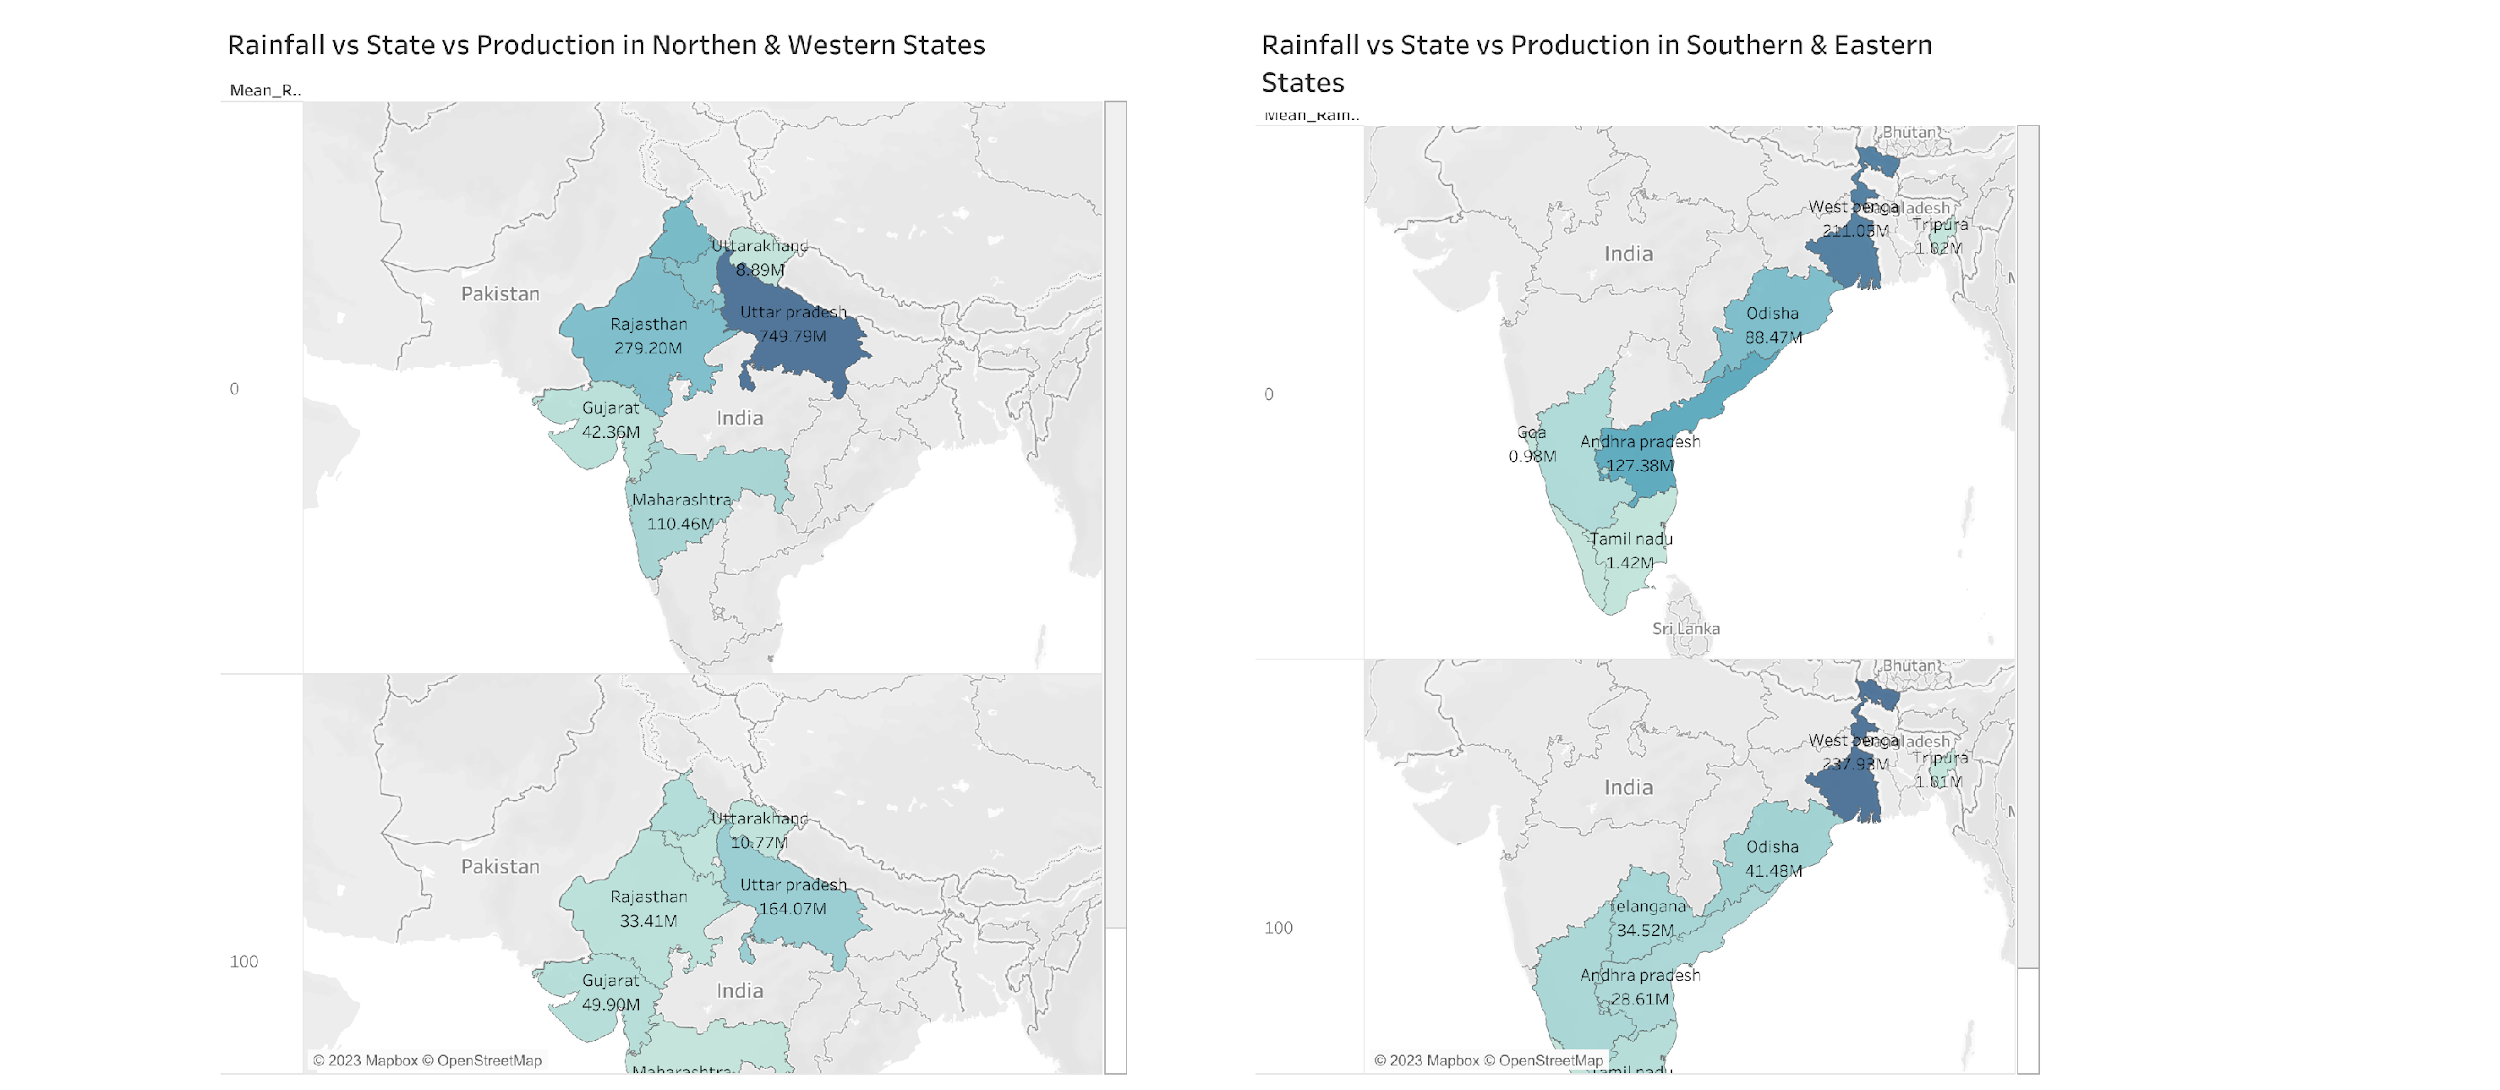 Rainfall vs State vs Production in Northen & Western States
Mean_R..
0
Pakistan
India
Uttarakhand
8.89M
Uttar pradesh
749.79M
Rajasthan
279.20M
Gujarat
42.36M
Maharashtra
110.46M
100
Pakistan
India
Uttarakhand
10.77M
Uttar pradesh
164.07M
Rajasthan
33.41M
Gujarat
49.90M
Maharashtra
© 2023 Mapbox © OpenStreetMap
Rainfall vs State vs Production in Southern & Eastern
States
Mean_Rain..
0
Bhutan
West benga
211.05M
Tripura
1.82M
India
Odisha
88.47M
Goa
0.98M
Andhra pradesh
127.38M
Tamil nadu
1.42M
Sri Lanka
100
Bhutan
West benga
237.93M
Tripura
1.81M
India
Odisha
41.48M
Telangana
34.52M
Andhra pradesh
28.61M
Tamil nadu
© 2023 Mapbox © OpenStreetMap